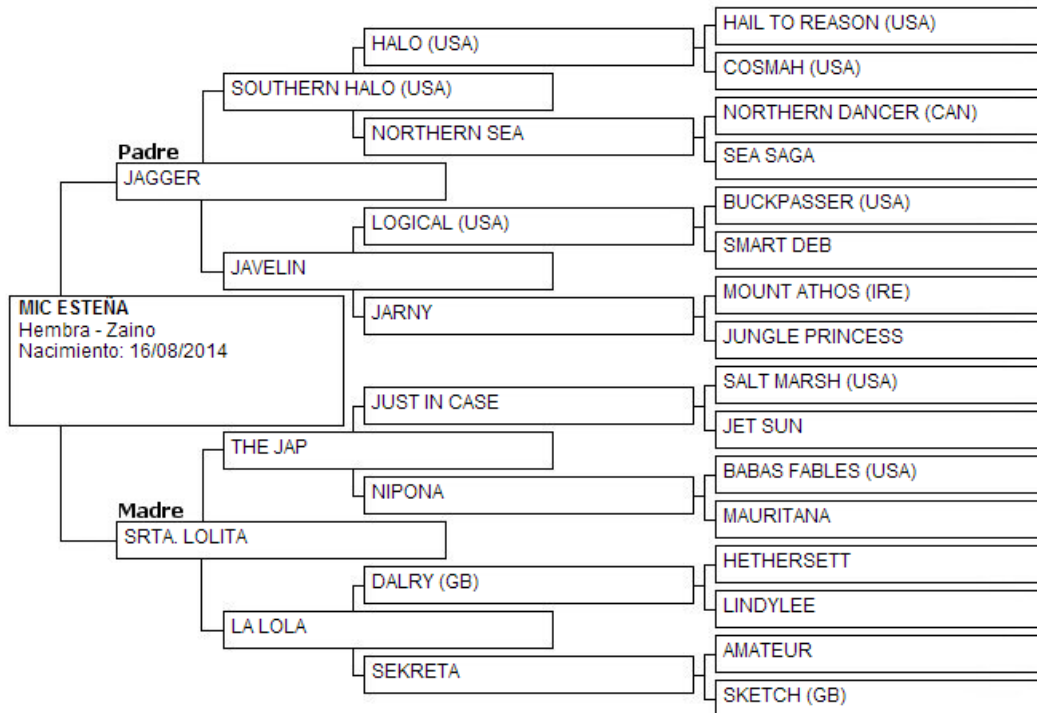 HAIL TO REASON (USA)
HALO (USA)
COSMAH (USA)
SOUTHERN HALO (USA)
NORTHERN DANCER (CAN)
NORTHERN SEA
SEA SAGA
Padre
JAGGER
BUCKPASSER (USA)
LOGICAL (USA)
SMART DEB
JAVELIN
MOUNT ATHOS (IRE)
JARNY
JUNGLE PRINCESS
MIC ESTEÑA
Hembra - Zaino
Nacimiento: 16/08/2014
SALT MARSH (USA)
JUST IN CASE
JET SUN
THE JAP
BABAS FABLES (USA)
NIPONA
MAURITANA
Madre
SRTA. LOLITA
HETHERSETT
DALRY (GB)
LINDYLEE
LA LOLA
AMATEUR
SEKRETA
SKETCH (GB)